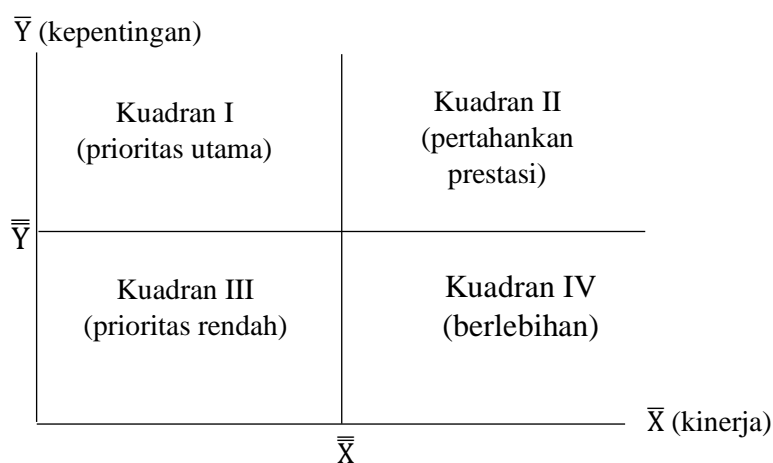 Y̅ (kepentingan)
Kuadran I
(prioritas utama)
Kuadran II
(pertahankan
prestasi)
Y̿
Kuadran III
(prioritas rendah)
Kuadran IV
(berlebihan)
X̅ (kinerja)
X̿